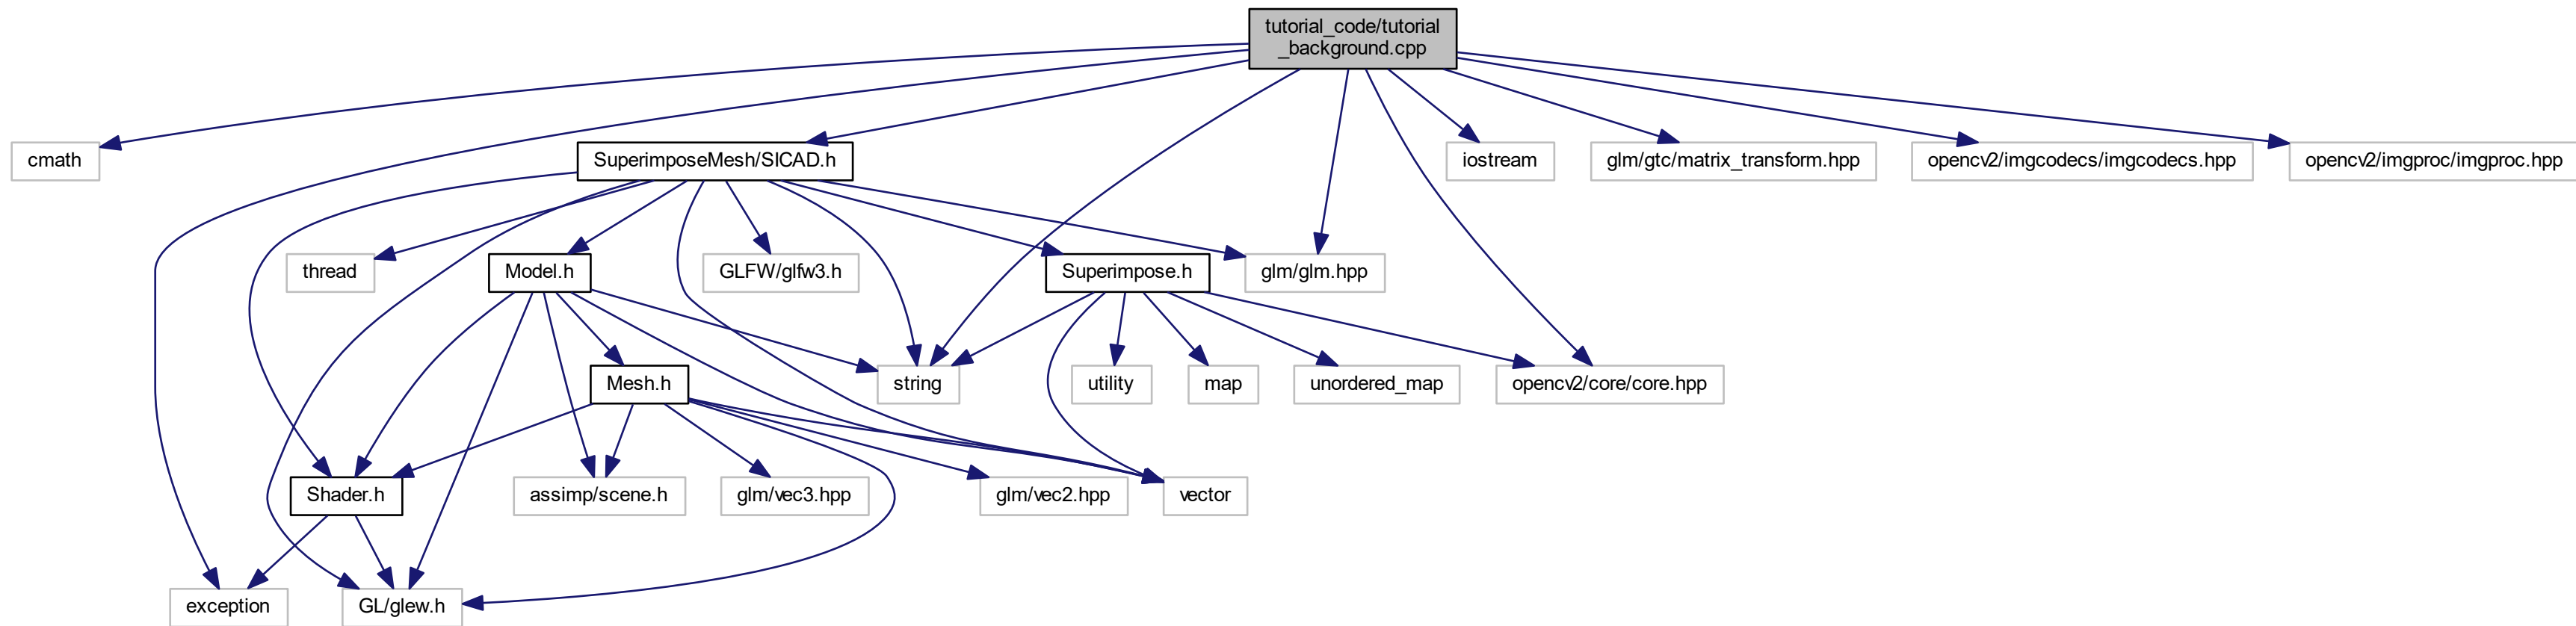 tutorial_code/tutorial
_background.cpp
cmath
SuperimposeMesh/SICAD.h
iostream
glm/gtc/matrix_transform.hpp
opencv2/imgcodecs/imgcodecs.hpp
opencv2/imgproc/imgproc.hpp
thread
Model.h
GLFW/glfw3.h
Superimpose.h
glm/glm.hpp
Mesh.h
string
utility
map
unordered_map
opencv2/core/core.hpp
Shader.h
assimp/scene.h
glm/vec3.hpp
glm/vec2.hpp
vector
exception
GL/glew.h